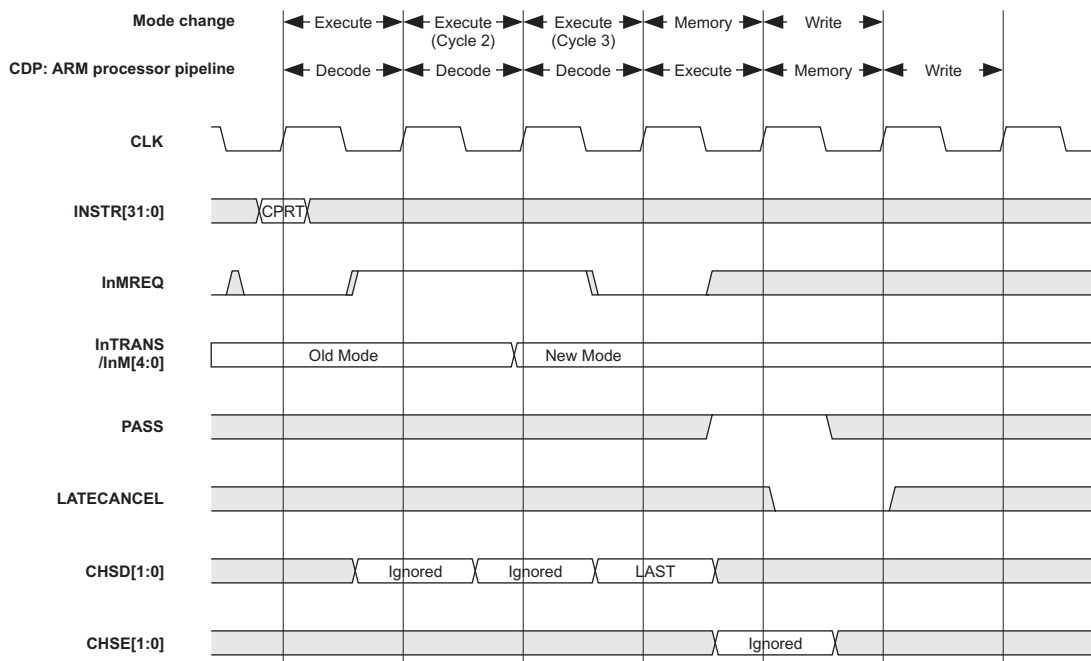 Mode change Execute Execute Execute Memory Write
(Cycle 2) (Cycle 3)
CDP: ARM processor pipeline Decode Decode Decode Execute Memory Write
CLK
INSTR[31:0] CPRT
InMREQ
InTRANS
/InM[4:0] Old Mode New Mode
PASS
LATECANCEL
CHSD[1:0] Ignored Ignored LAST
CHSE[1:0] Ignored